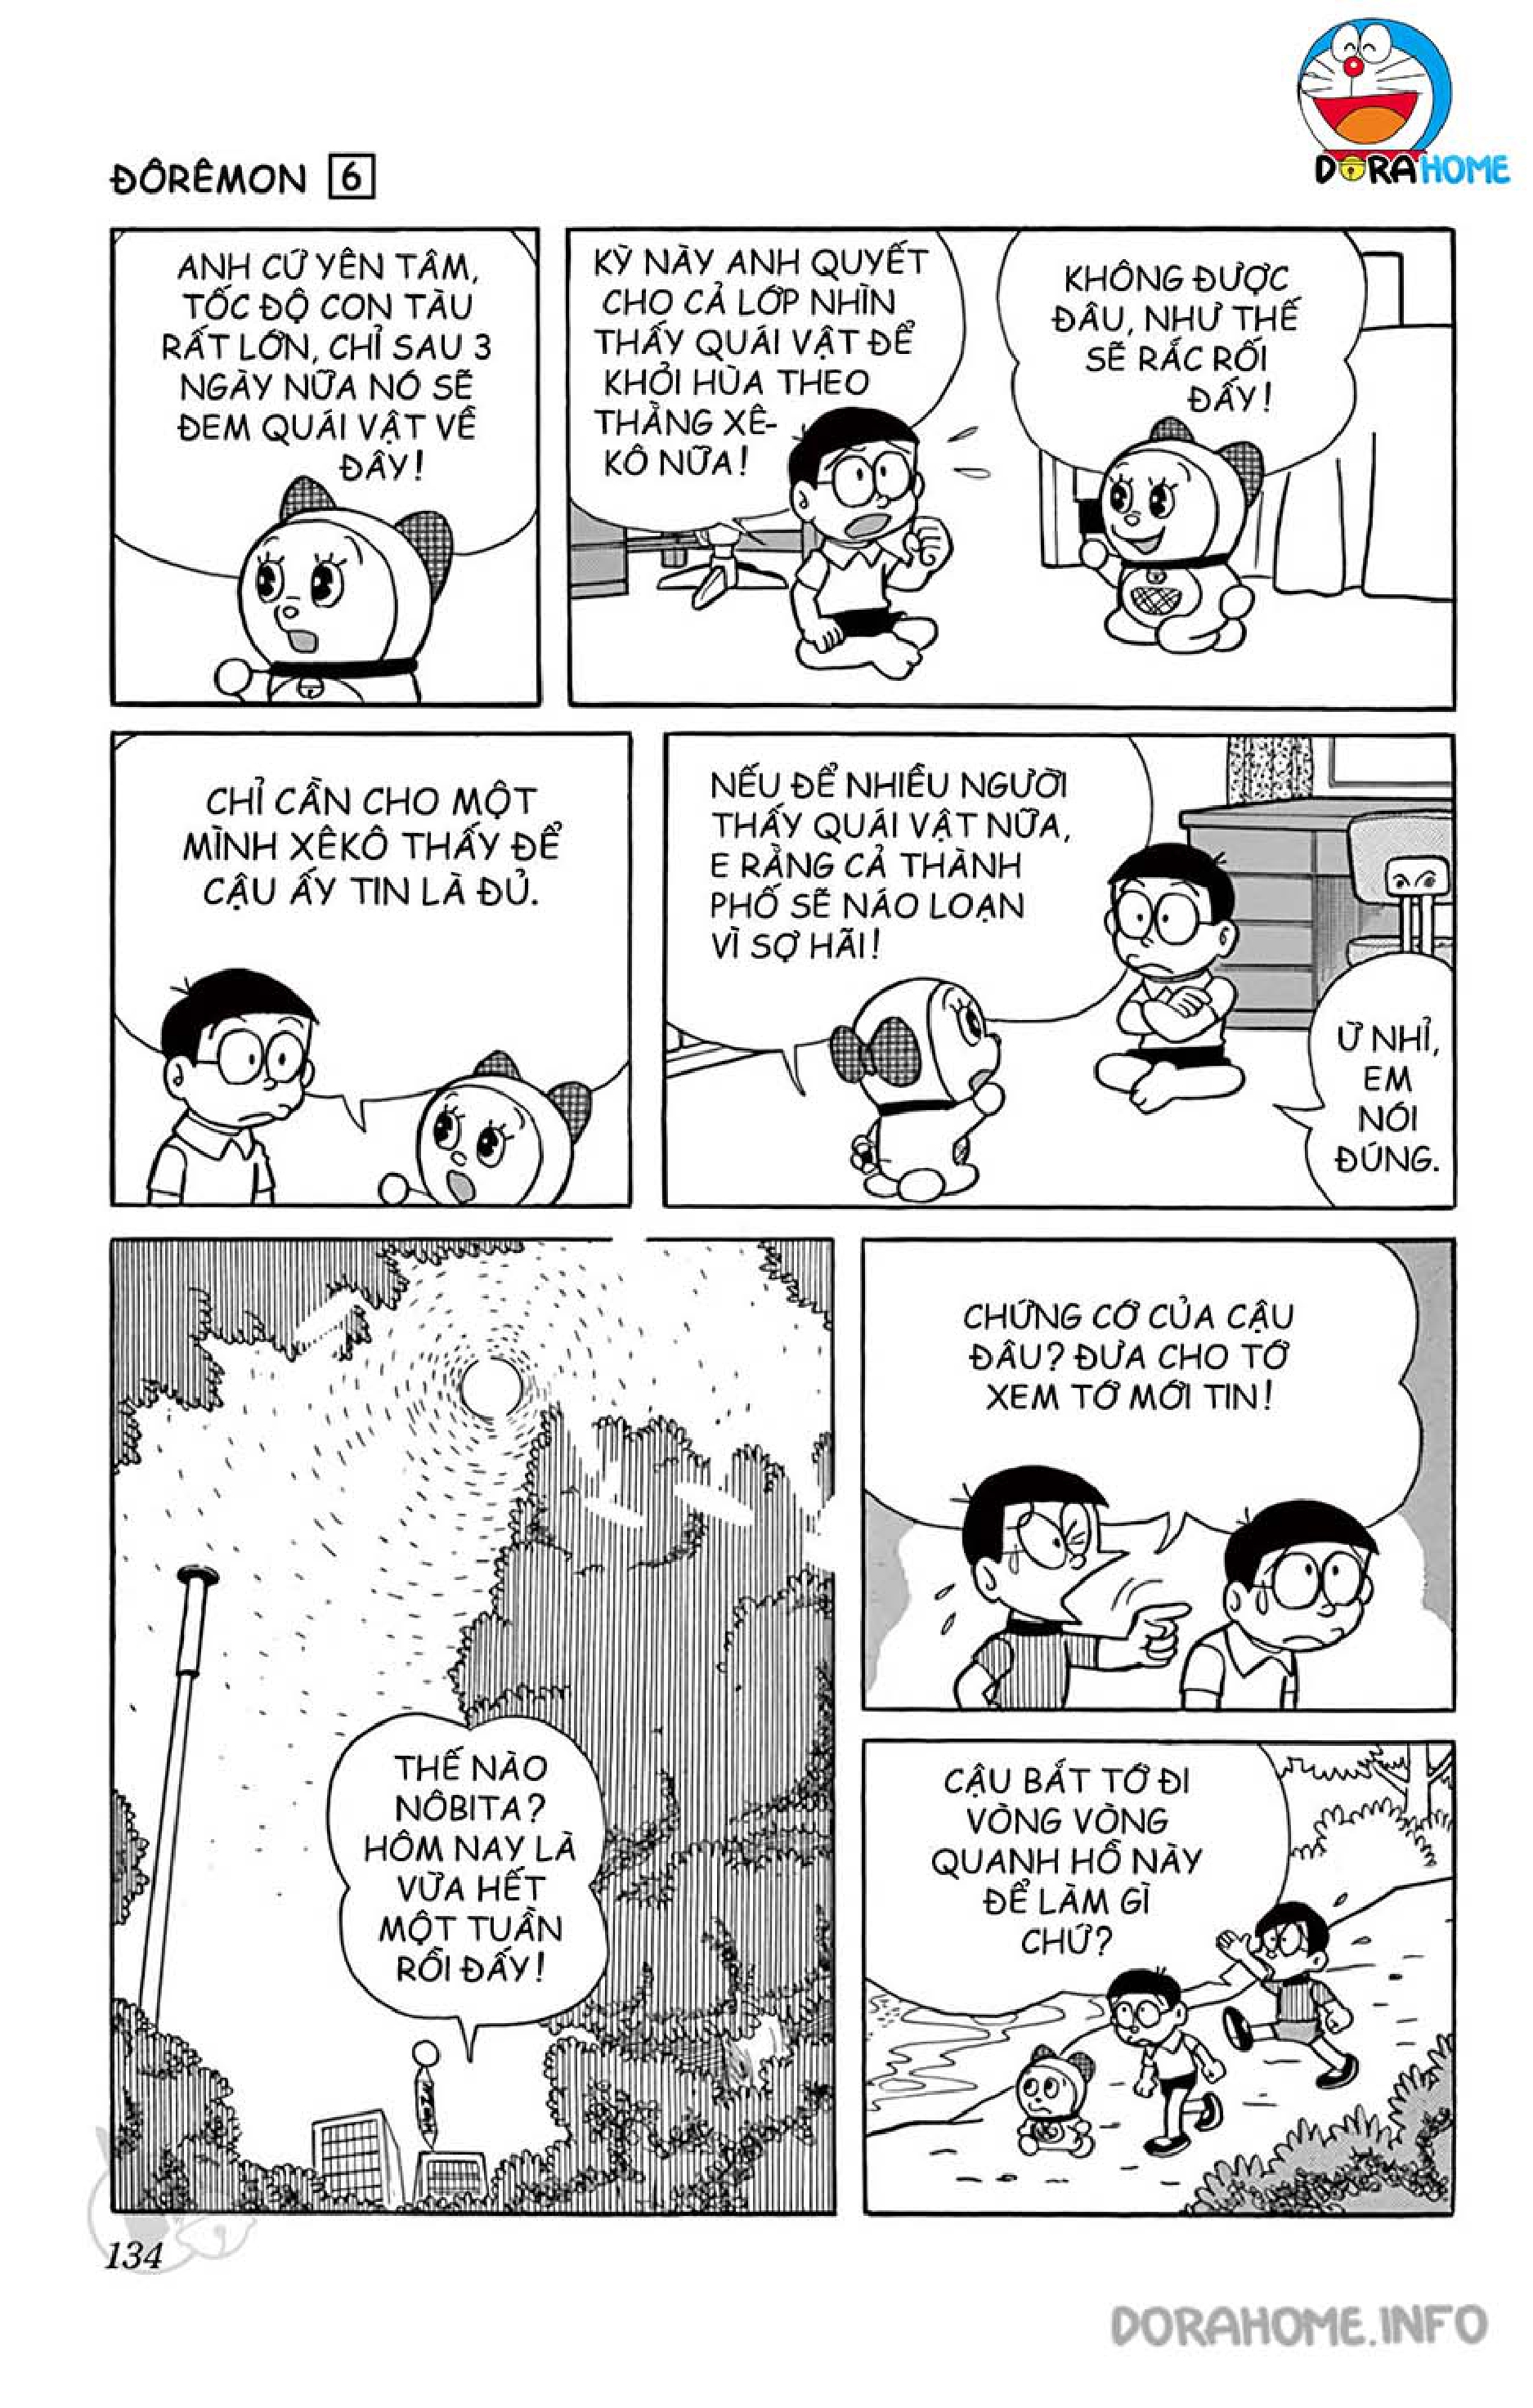 DORAHOME
ĐÔRÊMON 6
ANH CỨ YÊN TÂM,
TỐC ĐỘ CON TÀU
RẤT LỚN, CHỈ SAU 3
NGÀY NỮA NÓ SẼ
ĐEM QUÁI VẬT VỀ
ĐÂY!
KỲ NÀY ANH QUYẾT
CHO CẢ LỚP NHÌN
THẤY QUÁI VẬT ĐỂ
KHỎI HÙA THEO
THẰNG XÊ-
KÔ NỮA!
KHÔNG ĐƯỢC
ĐÂU, NHƯ THẾ
SẼ RẮC RỐI
ĐẤY!
CHỈ CẦN CHO MỘT
MÌNH XÊKÔ THẤY ĐỂ
CẬU ẤY TIN LÀ ĐỦ.
NẾU ĐỂ NHIỀU NGƯỜI
THẤY QUÁI VẬT NỮA,
E RẰNG CẢ THÀNH
PHỐ SẼ NÁO LOẠN
VÌ SỢ HÃI!
Ừ NHỈ,
EM
NÓI
ĐÚNG.
THẾ NÀO
NÔBITA?
HÔM NAY LÀ
VỪA HẾT
MỘT TUẦN
RỒI ĐẤY!
CHỨNG CỚ CỦA CẬU
ĐÂU? ĐƯA CHO TỚ
XEM TỚ MỚI TIN!
CẬU BẮT TỚ ĐI
VÒNG VÒNG
QUANH HỒ NÀY
ĐỂ LÀM GÌ
CHỨ?
134
DORAHOME.INFO